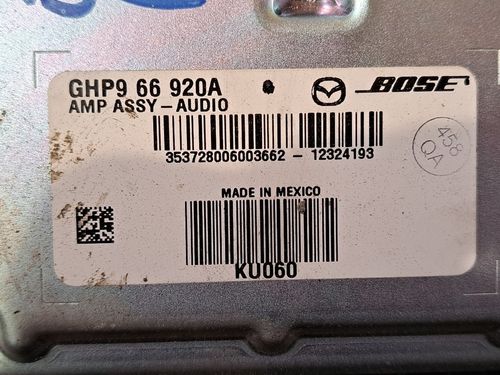 GHP9 66 920A
BOSE
AMP ASSY – AUDIO
353728006003662 – 12324193
458
QA
MADE IN MEXICO
KU060